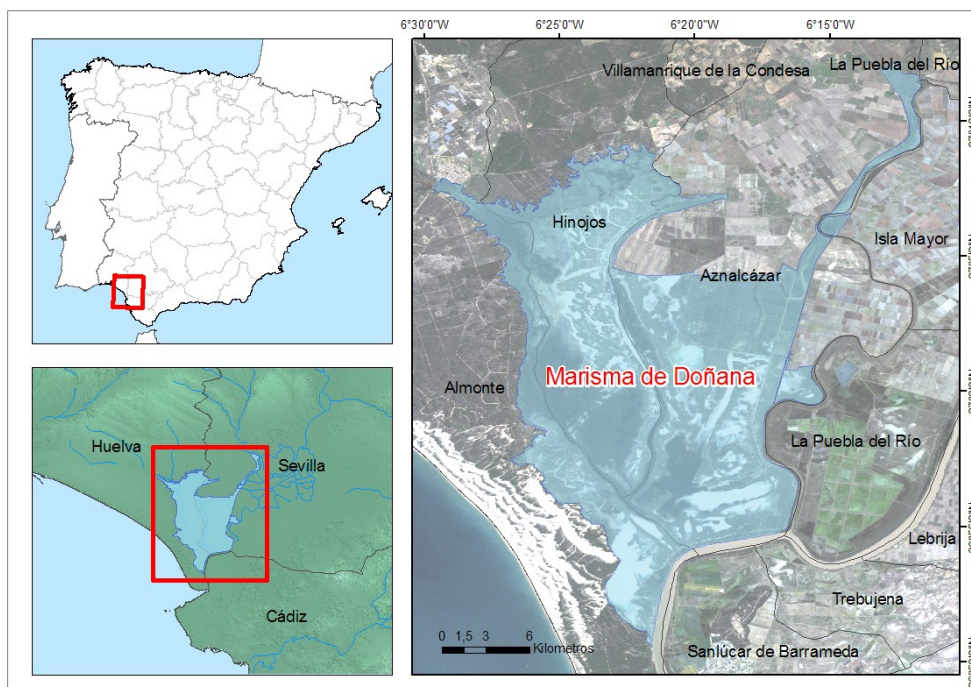 6°30'0"W 6°25'0"W 6°20'0"W 6°15'0"W
Villamanrique de la Condesa
La Puebla del Río
Hinojos
Isla Mayor
Aznalcázar
Marisma de Doñana
Almonte
La Puebla del Río
Lebrija
Trebujena
Sanlúcar de Barrameda
0 1,5 3 6
Kilometros
Huelva
Sevilla
Cádiz